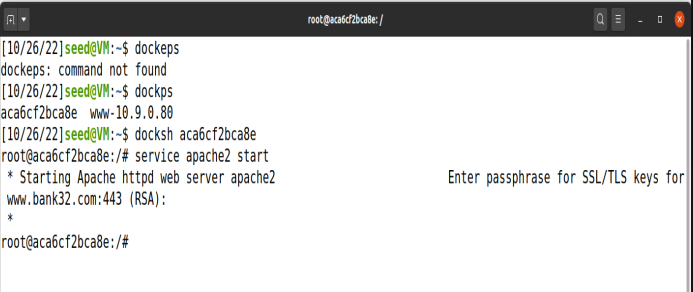 root@aca6cf2bca8e: /
[10/26/22]seed@VM:~$ dockeps
dockeps: command not found
[10/26/22]seed@VM:~$ dockps
aca6cf2bca8e  www-10.9.0.80
[10/26/22]seed@VM:~$ docksh aca6cf2bca8e
root@aca6cf2bca8e:/# service apache2 start
 * Starting Apache httpd web server apache2                           Enter passphrase for SSL/TLS keys for
 www.bank32.com:443 (RSA):
 *
root@aca6cf2bca8e:/#